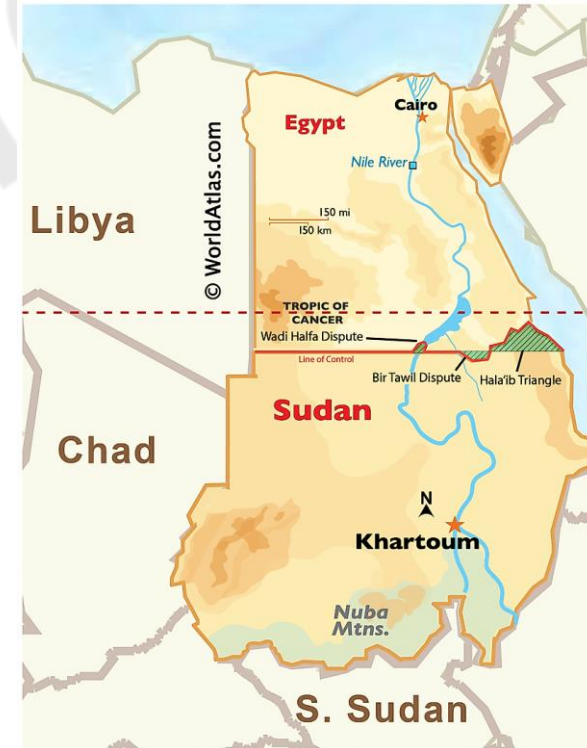 Cairo
Egypt
Nile River
© WorldAtlas.com
Libya
150 mi
150 km
TROPIC OF
CANCER
Wadi Halfa Dispute
Line of Control
Bir Tawil Dispute
Hala'ib Triangle
Sudan
Chad
N
Khartoum
Nuba
Mtns.
S. Sudan